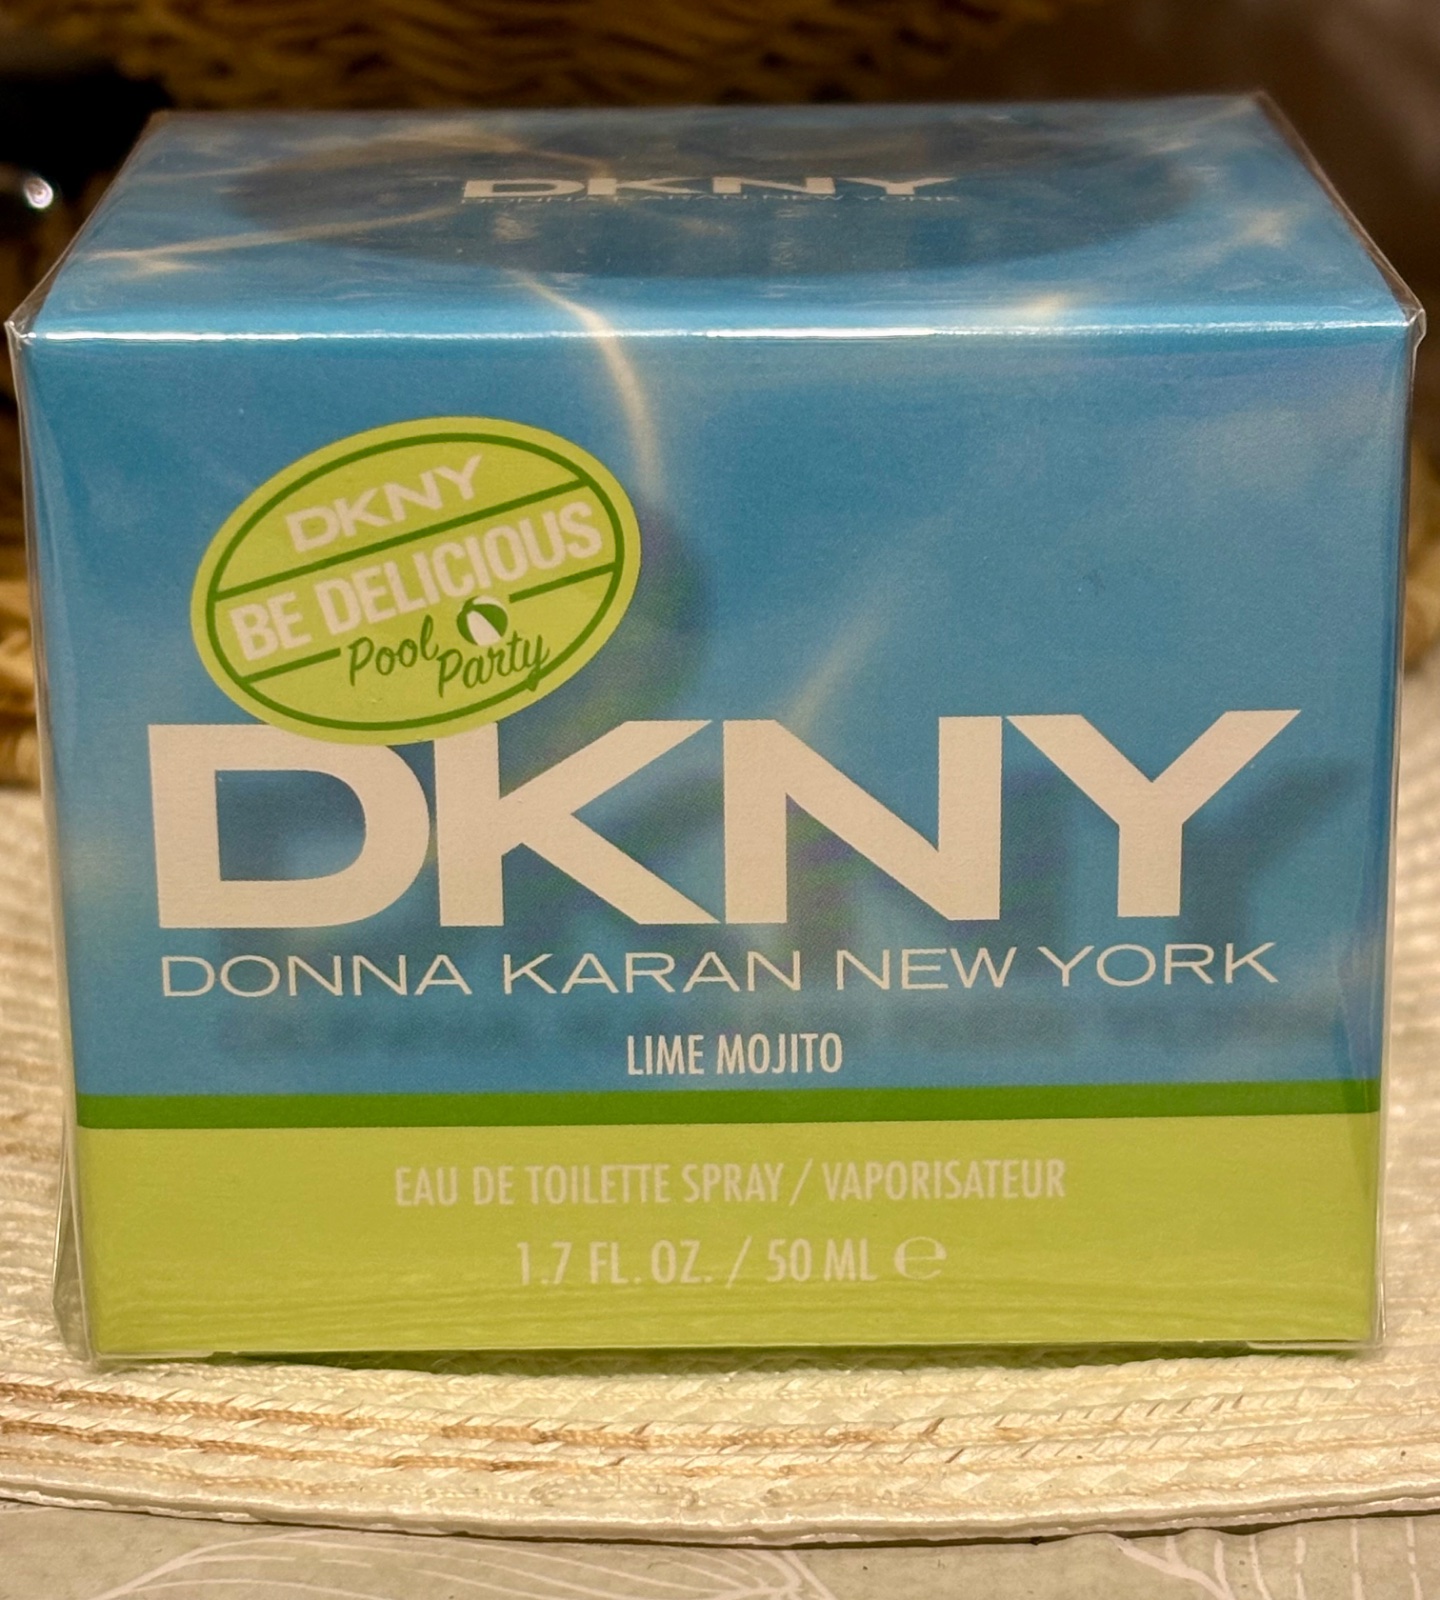 DKNY
DONNA KARAN NEW YORK
DKNY
BE DELICIOUS
Pool Party
DKNY
DONNA KARAN NEW YORK
LIME MOJITO
EAU DE TOILETTE SPRAY / VAPORISATEUR
1.7 FL. OZ. / 50 ML ℮